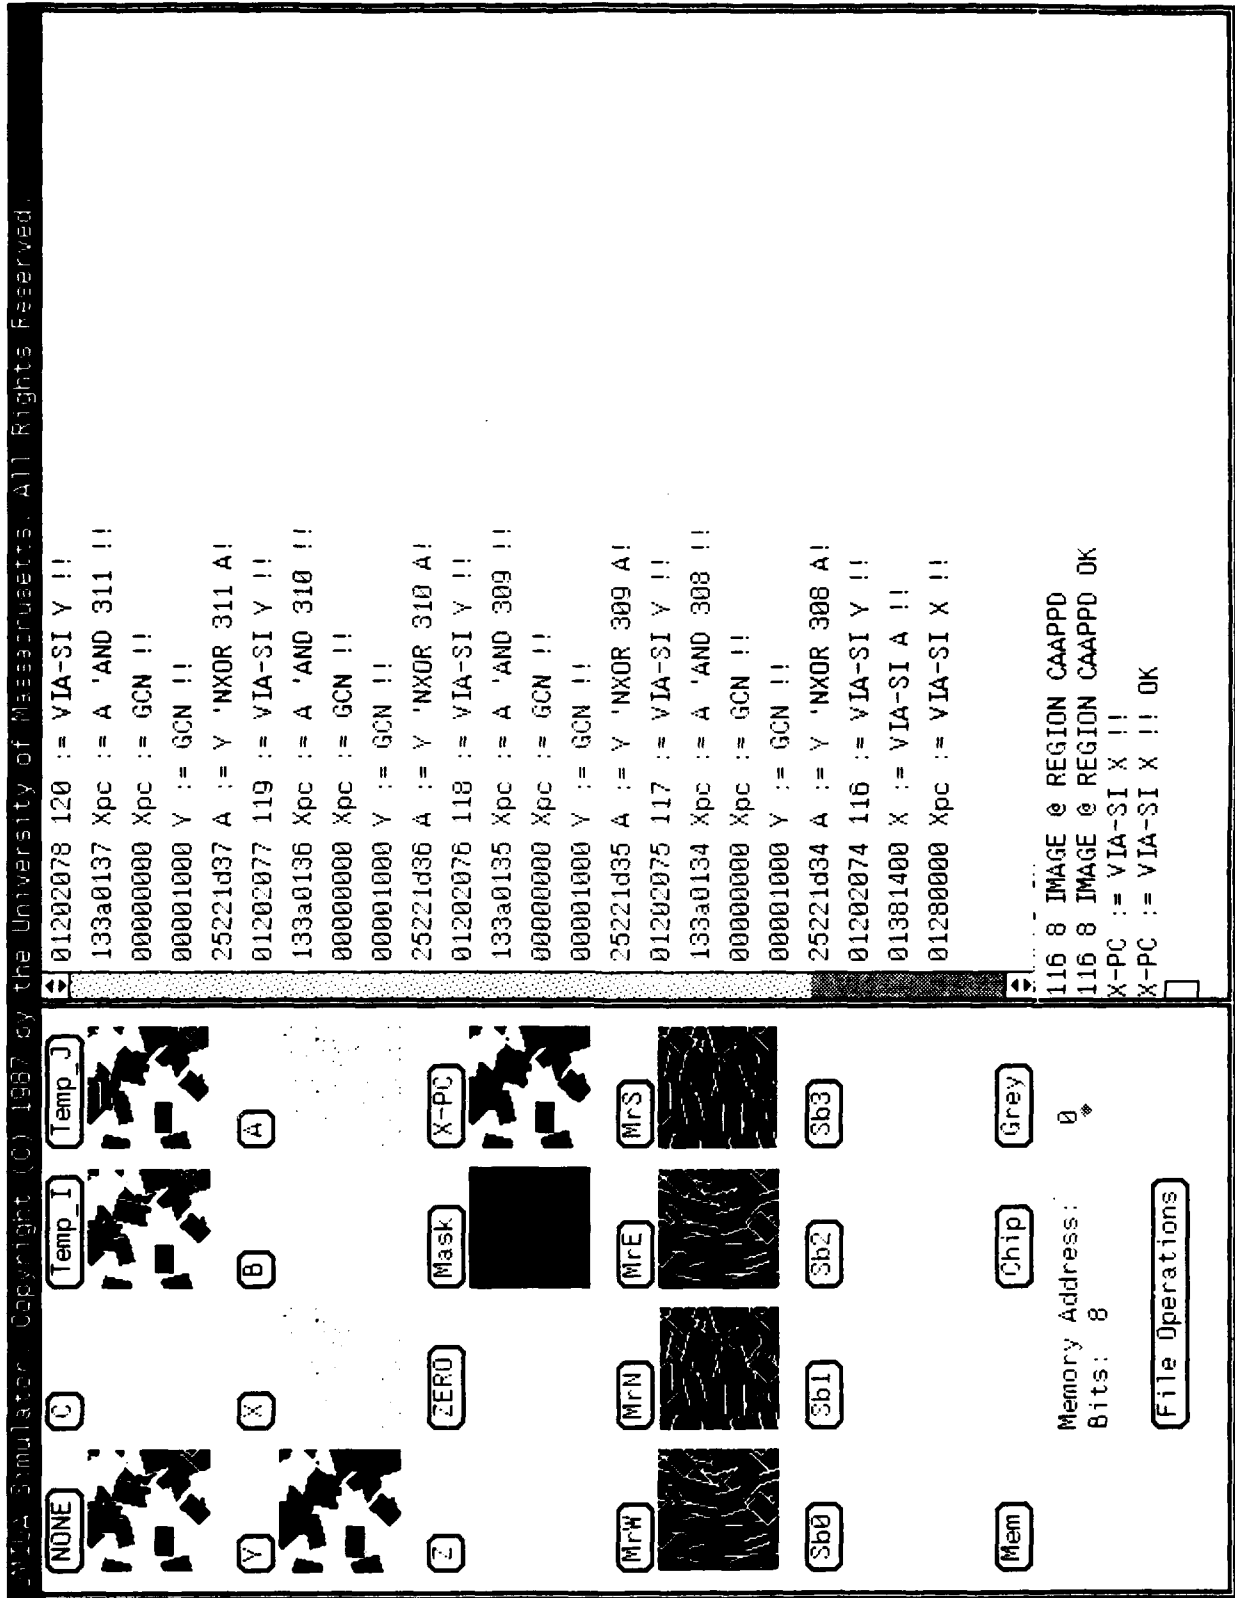 Simulator Copyright (C) 1987 by the University of Massachusetts. All Rights Reserved.
NONE C Temp_I Temp_J
Y X B A
Z ZERO Mask X-PC
MrW MrN MrE MrS
Sb0 Sb1 Sb2 Sb3
Mem Chip Grey
Memory Address: 0
Bits: 8
File Operations
01202078 120 := VIA-SI Y !!
133a0137 Xpc := A 'AND 311 !!
00000000 Xpc := GCN !!
00001000 Y := GCN !!
25221d37 A := Y 'NXOR 311 A!
01202077 119 := VIA-SI Y !!
133a0136 Xpc := A 'AND 310 !!
00000000 Xpc := GCN !!
00001000 Y := GCN !!
25221d36 A := Y 'NXOR 310 A!
01202076 118 := VIA-SI Y !!
133a0135 Xpc := A 'AND 309 !!
00000000 Xpc := GCN !!
00001000 Y := GCN !!
25221d35 A := Y 'NXOR 309 A!
01202075 117 := VIA-SI Y !!
133a0134 Xpc := A 'AND 308 !!
00000000 Xpc := GCN !!
00001000 Y := GCN !!
25221d34 A := Y 'NXOR 308 A!
01202074 116 := VIA-SI Y !!
01381400 X := VIA-SI A !!
01280000 Xpc := VIA-SI X !!
116 8 IMAGE @ REGION CAAPPD
116 8 IMAGE @ REGION CAAPPD OK
X-PC := VIA-SI X !!
X-PC := VIA-SI X !! OK